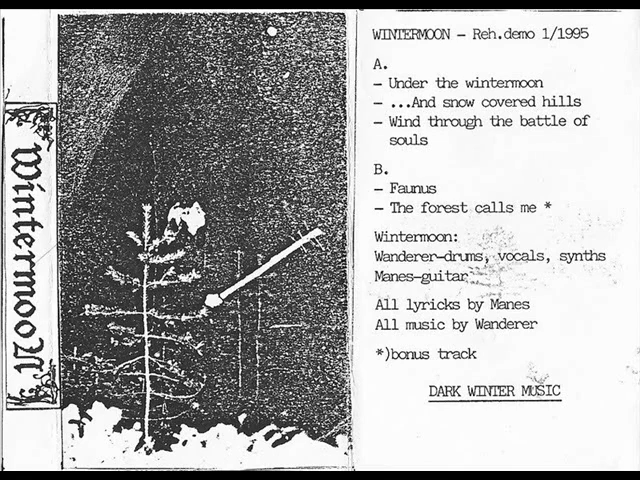 WintermooN
WINTERMOON - Reh.demo 1/1995
A.
- Under the wintermoon
- ...And snow covered hills
- Wind through the battle of
souls
B.
- Faunus
- The forest calls me *
Wintermoon:
Wanderer-drums, vocals, synths
Manes-guitar
All lyricks by Manes
All music by Wanderer
*)bonus track
DARK WINTER MUSIC